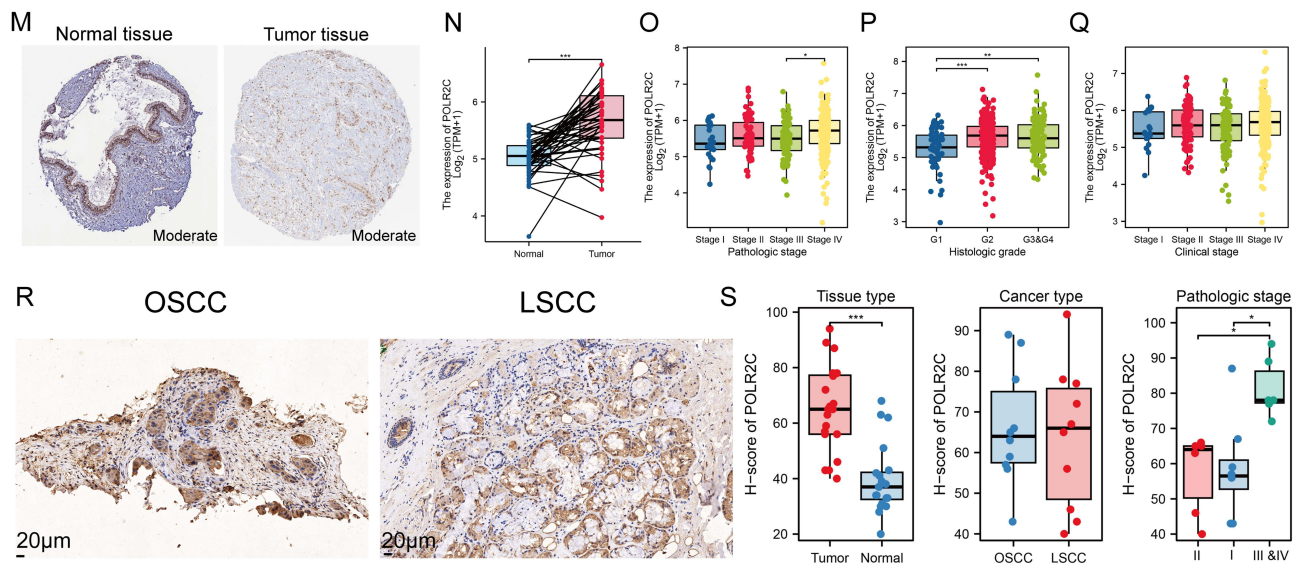 M
Normal tissue
Tumor tissue
Moderate
Moderate
N
The expression of POLR2C
Log2 (TPM+1)
***
6
5
4
Normal
Tumor
O
The expression of POLR2C
Log2 (TPM+1)
*
8
7
6
5
4
Stage I Stage II Stage III Stage IV
Pathologic stage
P
The expression of POLR2C
Log2 (TPM+1)
**
***
8
7
6
5
4
3
G1 G2 G3&G4
Histologic grade
Q
The expression of POLR2C
Log2 (TPM+1)
7
6
5
4
3
Stage I Stage II Stage III Stage IV
Clinical stage
R
OSCC
LSCC
20μm
20μm
S
Tissue type
H-score of POLR2C
***
100
80
60
40
20
Tumor Normal
Cancer type
H-score of POLR2C
90
80
70
60
50
40
OSCC LSCC
Pathologic stage
H-score of POLR2C
*
*
100
90
80
70
60
50
40
II I III &IV